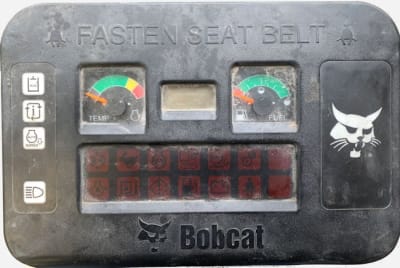 FASTEN SEAT BELT
TEMP
FUEL
Bobcat